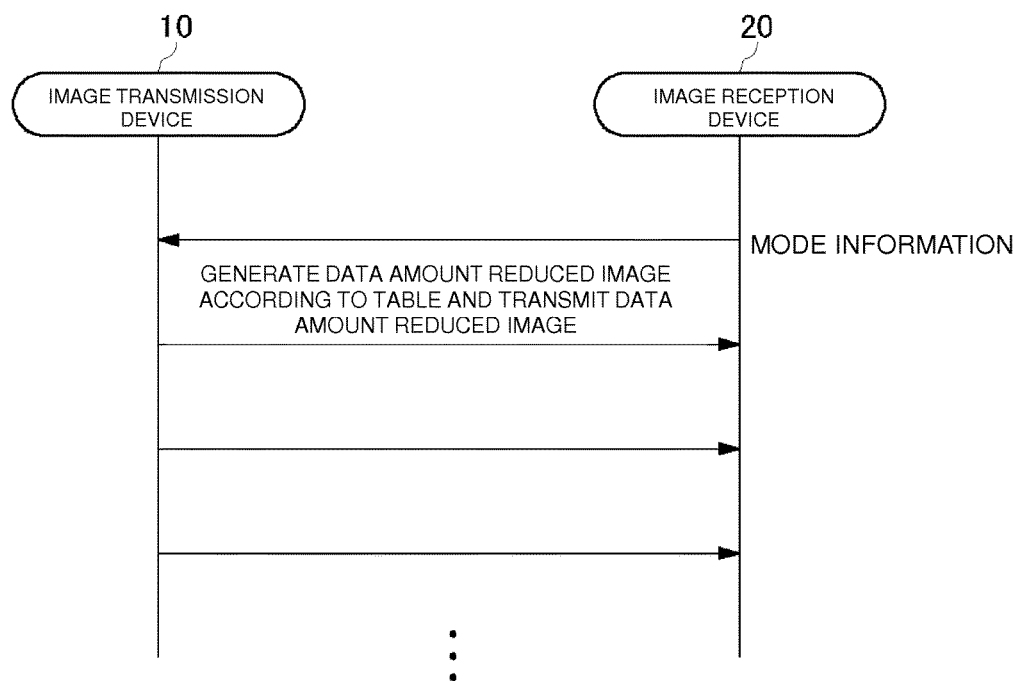 10
20
IMAGE TRANSMISSION
DEVICE
IMAGE RECEPTION
DEVICE
MODE INFORMATION
GENERATE DATA AMOUNT REDUCED IMAGE
ACCORDING TO TABLE AND TRANSMIT DATA
AMOUNT REDUCED IMAGE